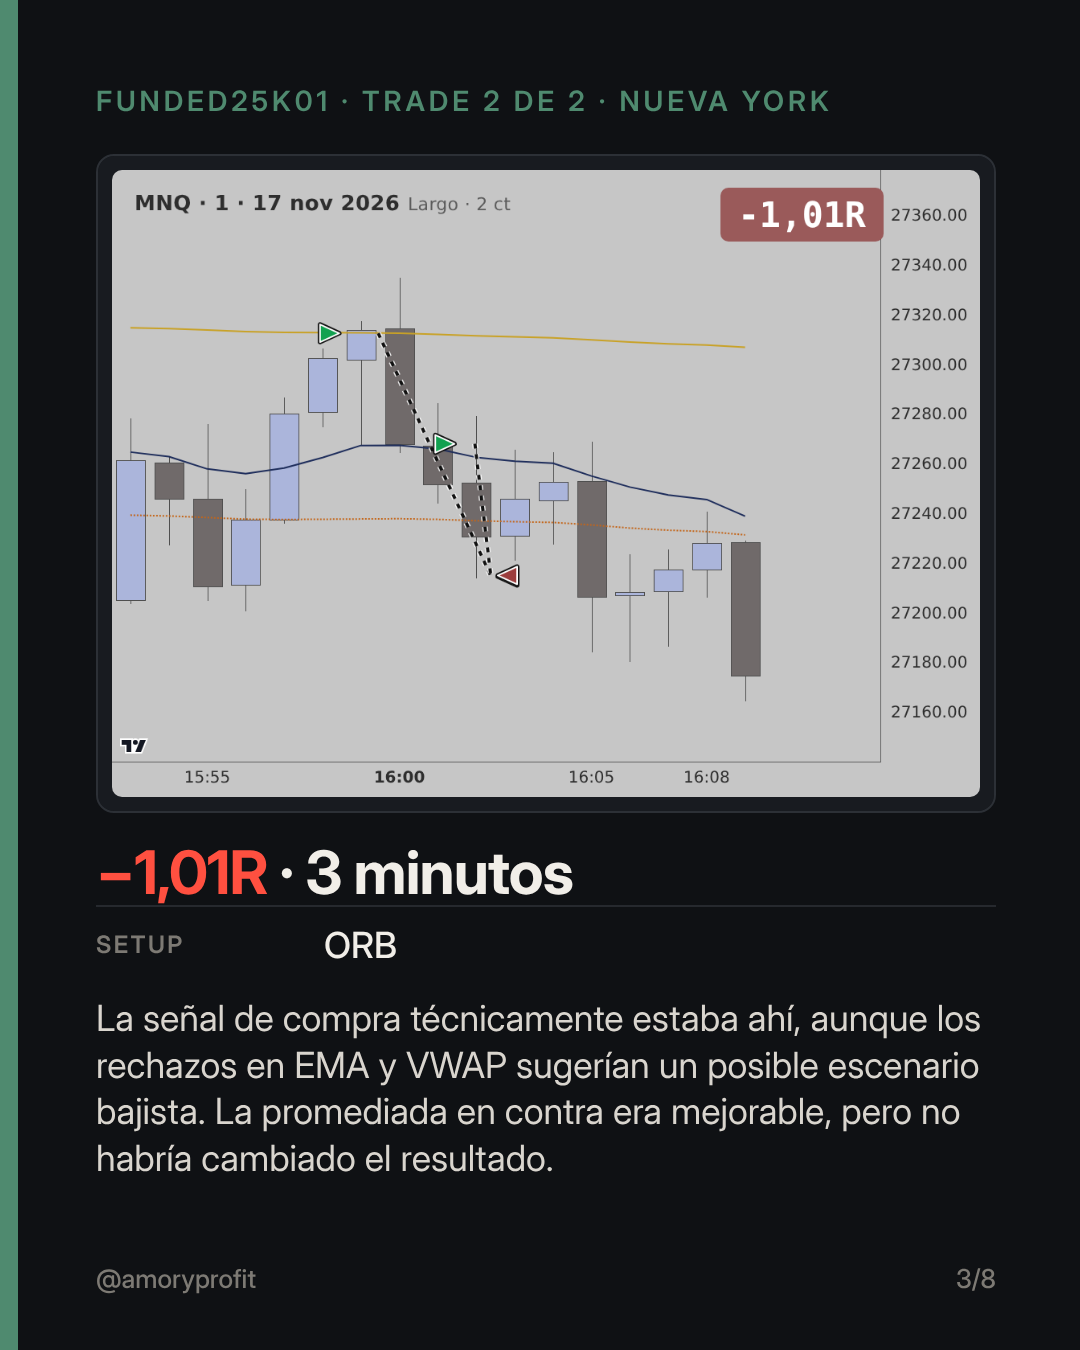 FUNDED25K01 · TRADE 2 DE 2 · NUEVA YORK
MNQ · 1 · 17 nov 2026 Largo · 2 ct
-1,01R
27360.00
27340.00
27320.00
27300.00
27280.00
27260.00
27240.00
27220.00
27200.00
27180.00
27160.00
15:55
16:00
16:05
16:08
–1,01R · 3 minutos
SETUP ORB
La señal de compra técnicamente estaba ahí, aunque los
rechazos en EMA y VWAP sugerían un posible escenario
bajista. La promediada en contra era mejorable, pero no
habría cambiado el resultado.
@amoryprofit
3/8